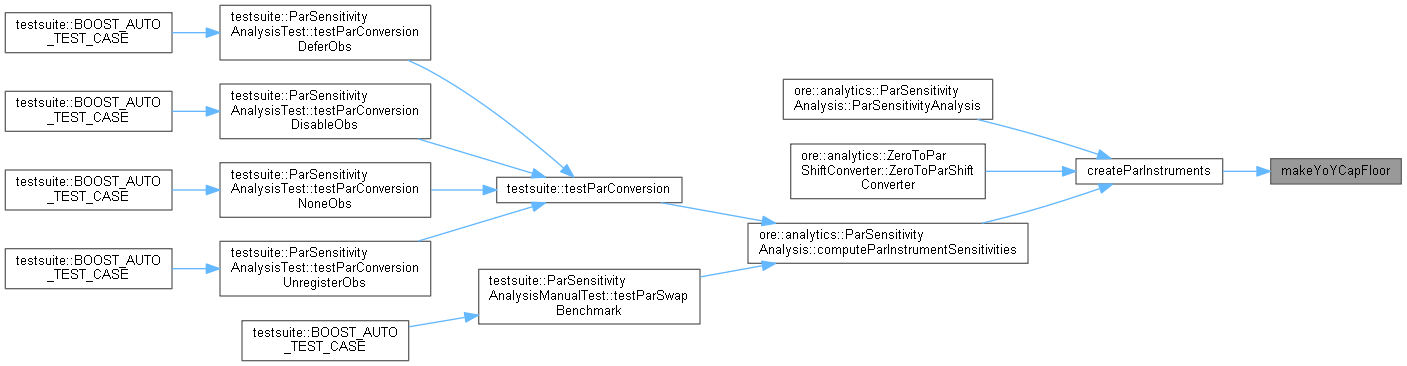 testsuite::BOOST_AUTO
_TEST_CASE
testsuite::ParSensitivity
AnalysisTest::testParConversion
DeferObs
testsuite::BOOST_AUTO
_TEST_CASE
testsuite::ParSensitivity
AnalysisTest::testParConversion
DisableObs
testsuite::BOOST_AUTO
_TEST_CASE
testsuite::ParSensitivity
AnalysisTest::testParConversion
NoneObs
testsuite::BOOST_AUTO
_TEST_CASE
testsuite::ParSensitivity
AnalysisTest::testParConversion
UnregisterObs
testsuite::BOOST_AUTO
_TEST_CASE
testsuite::testParConversion
testsuite::ParSensitivity
AnalysisManualTest::testParSwap
Benchmark
ore::analytics::ParSensitivity
Analysis::ParSensitivityAnalysis
ore::analytics::ZeroToPar
ShiftConverter::ZeroToParShift
Converter
ore::analytics::ParSensitivity
Analysis::computeParInstrumentSensitivities
createParInstruments
makeYoYCapFloor